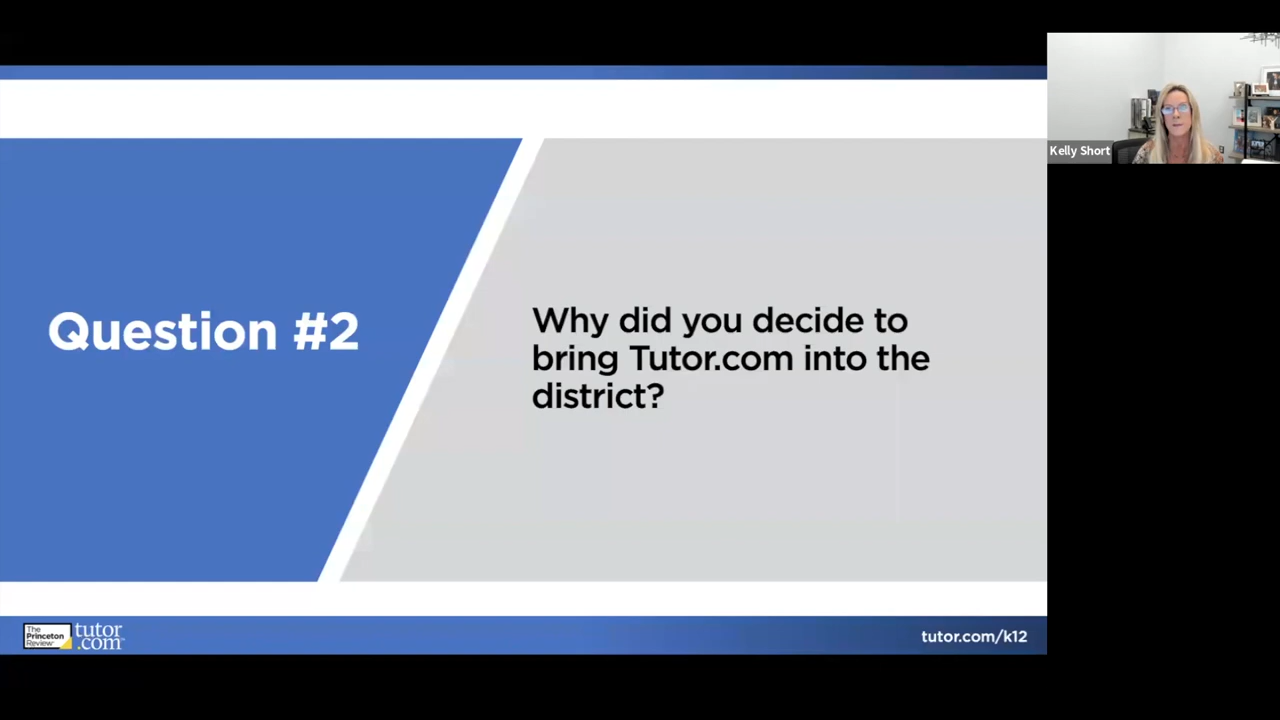 Kelly Short
Question #2
Why did you decide to
bring Tutor.com into the
district?
The
Princeton
Review
tutor
.com
tutor.com/k12